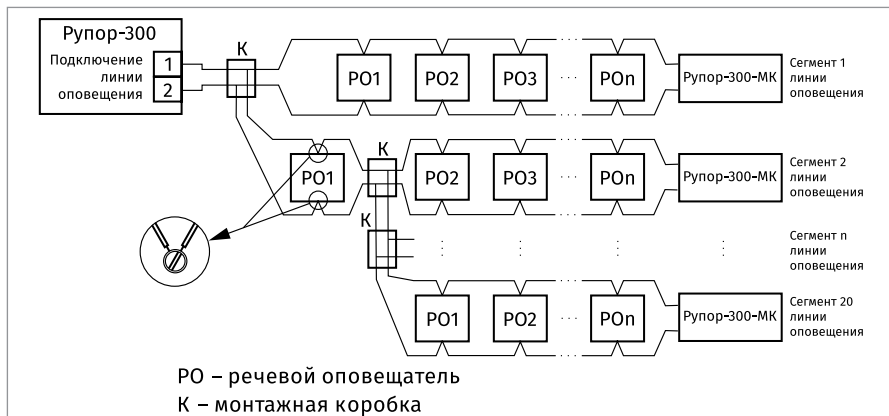 Рупор-300
Подключение
линии
оповещения
1
2
К
РО1
РО2
РО3
· · ·
РОn
Рупор-300-МК
Сегмент 1
линии
оповещения
РО1
К
РО2
РО3
· · ·
РОn
Рупор-300-МК
Сегмент 2
линии
оповещения
К
Сегмент n
линии
оповещения
РО1
РО2
· · ·
РОn
Рупор-300-МК
Сегмент 20
линии
оповещения
РО – речевой оповещатель
К – монтажная коробка